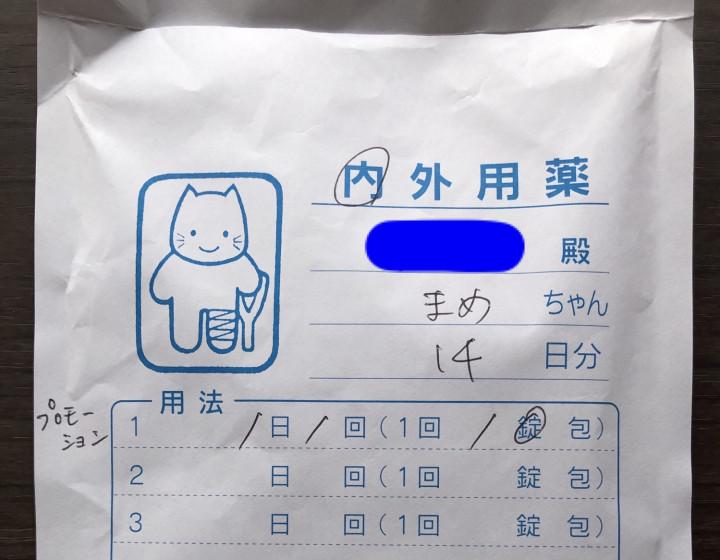 内外用薬
殿
まめ ちゃん
14 日分
用法
プロモーション
1 1日1回(1回 1錠 包)
2 日 回(1回 錠 包)
3 日 回(1回 錠 包)